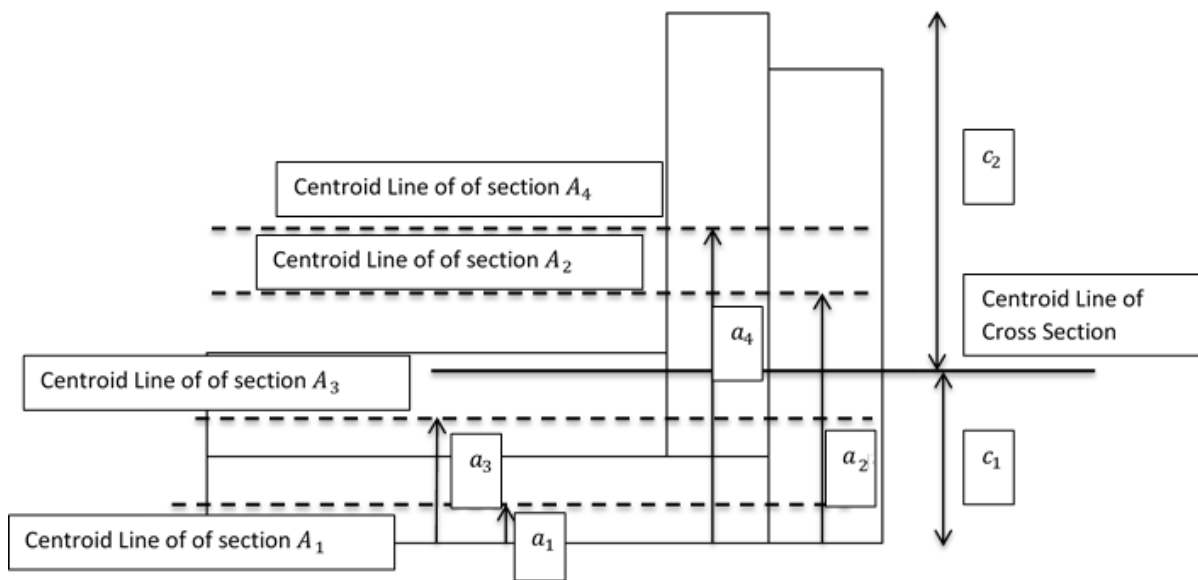 c₂
Centroid Line of of section A₄
Centroid Line of of section A₂
Centroid Line of
Cross Section
a₄
Centroid Line of of section A₃
a₃
a₂
c₁
Centroid Line of of section A₁
a₁